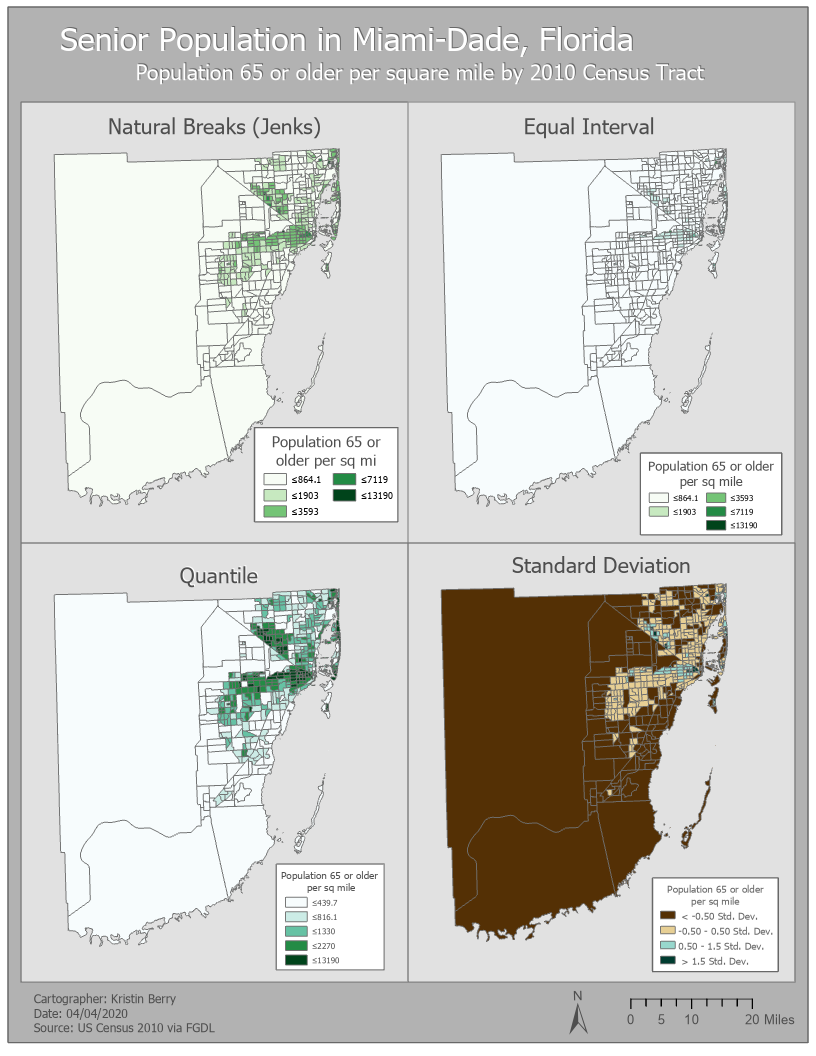 Senior Population in Miami-Dade, Florida
Population 65 or older per square mile by 2010 Census Tract
Natural Breaks (Jenks)
Population 65 or
older per sq mi
≤864.1
≤1903
≤3593
≤7119
≤13190
Equal Interval
Population 65 or older
per sq mile
≤864.1
≤1903
≤3593
≤7119
≤13190
Quantile
Population 65 or older
per sq mile
≤439.7
≤816.1
≤1330
≤2270
≤13190
Standard Deviation
Population 65 or older
per sq mile
< -0.50 Std. Dev.
-0.50 - 0.50 Std. Dev.
0.50 - 1.5 Std. Dev.
> 1.5 Std. Dev.
Cartographer: Kristin Berry
Date: 04/04/2020
Source: US Census 2010 via FGDL
N
0 5 10 20 Miles